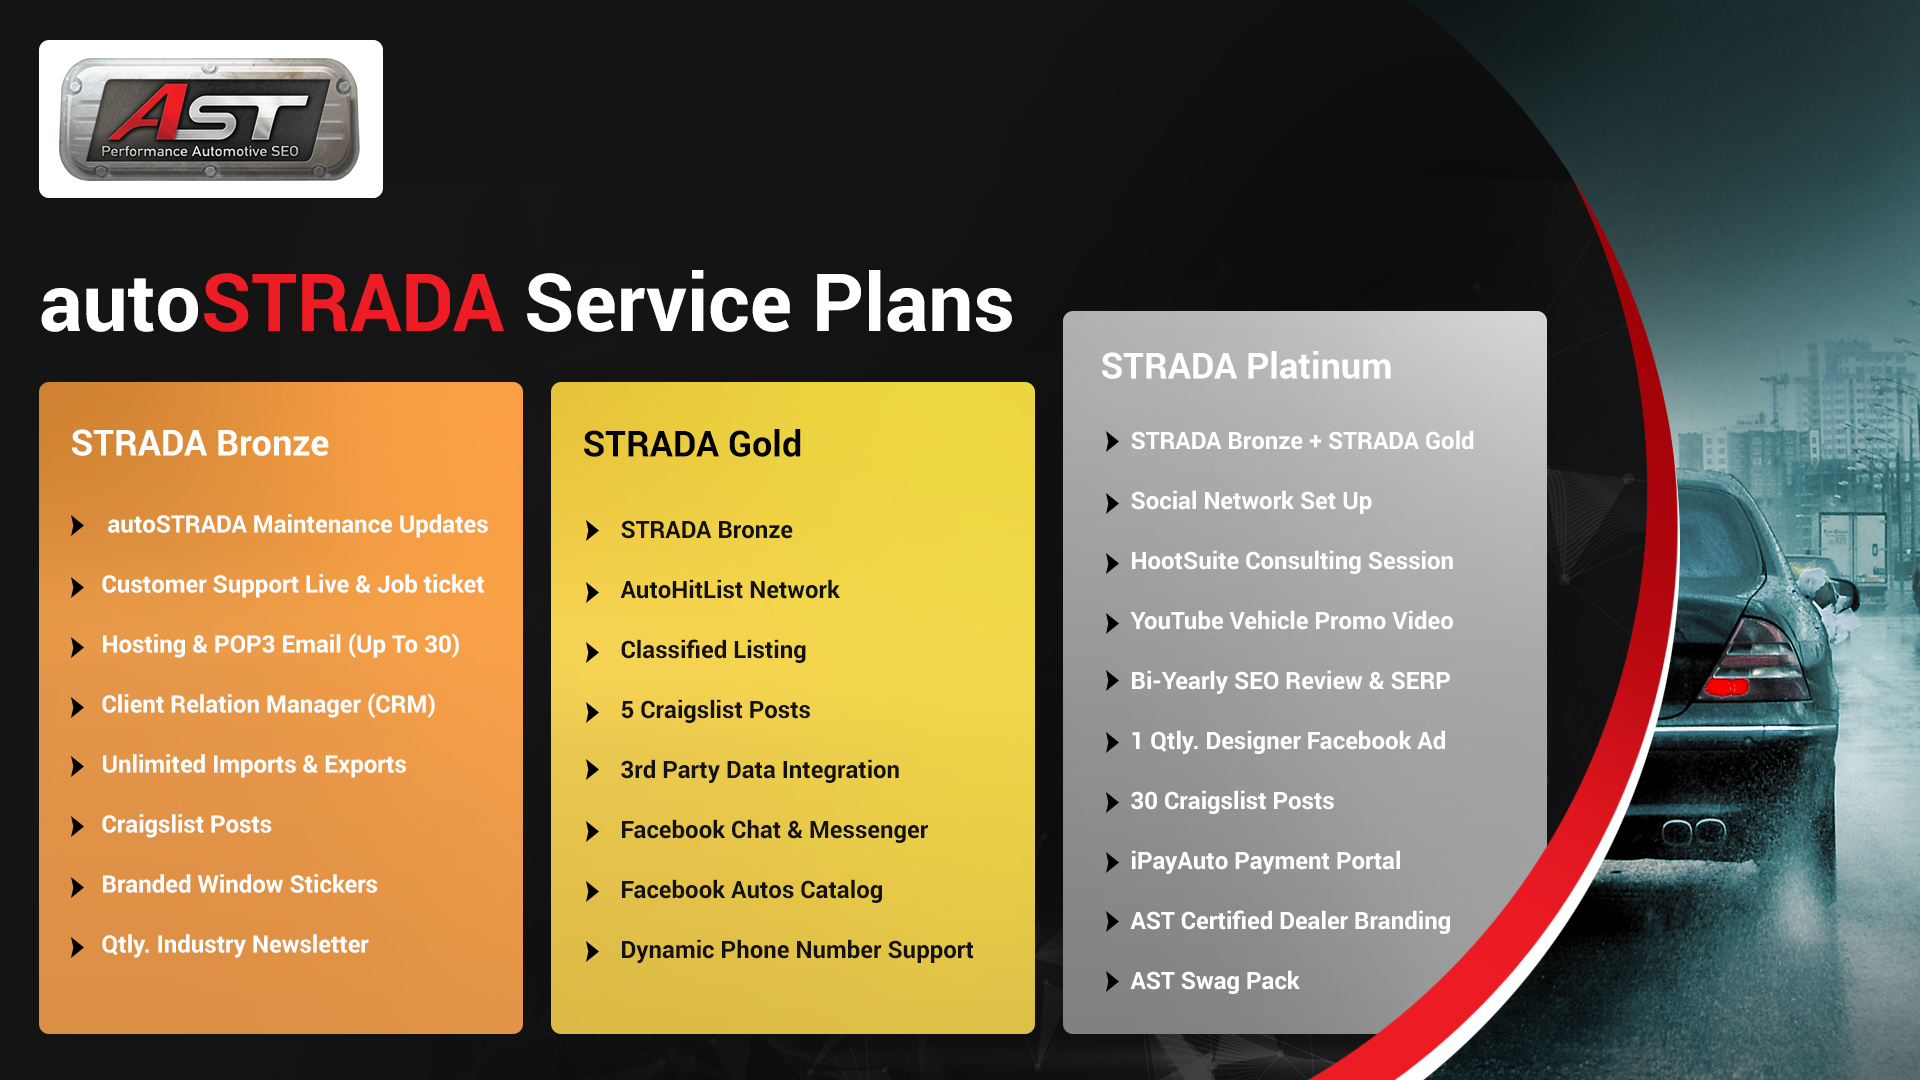 AST
Performance Automotive SEO
autoSTRADA Service Plans
STRADA Bronze
autoSTRADA Maintenance Updates
Customer Support Live & Job ticket
Hosting & POP3 Email (Up To 30)
Client Relation Manager (CRM)
Unlimited Imports & Exports
Craigslist Posts
Branded Window Stickers
Qtly. Industry Newsletter
STRADA Gold
STRADA Bronze
AutoHitList Network
Classified Listing
5 Craigslist Posts
3rd Party Data Integration
Facebook Chat & Messenger
Facebook Autos Catalog
Dynamic Phone Number Support
STRADA Platinum
STRADA Bronze + STRADA Gold
Social Network Set Up
HootSuite Consulting Session
YouTube Vehicle Promo Video
Bi-Yearly SEO Review & SERP
1 Qtly. Designer Facebook Ad
30 Craigslist Posts
iPayAuto Payment Portal
AST Certified Dealer Branding
AST Swag Pack